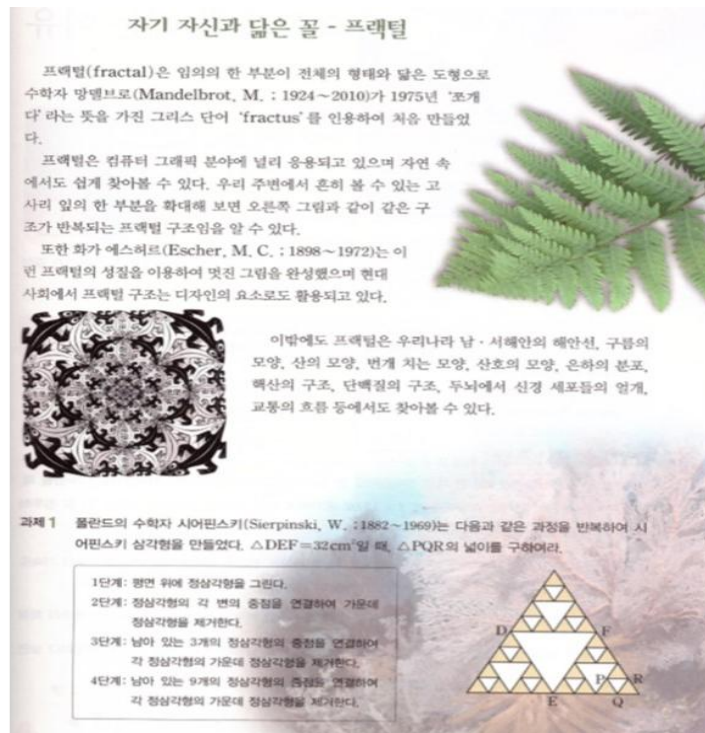 자기 자신과 닮은 꼴 - 프랙털
프랙털(fractal)은 임의의 한 부분이 전체의 형태와 닮은 도형으로
수학자 망델브로(Mandelbrot, M. ; 1924~2010)가 1975년 ‘쪼개
다’라는 뜻을 가진 그리스 단어 ‘fractus’를 인용하여 처음 만들었
다.
프랙털은 컴퓨터 그래픽 분야에 널리 응용되고 있으며 자연 속
에서도 쉽게 찾아볼 수 있다. 우리 주변에서 흔히 볼 수 있는 고
사리 잎의 한 부분을 확대해 보면 오른쪽 그림과 같이 같은 구
조가 반복되는 프랙털 구조임을 알 수 있다.
또한 화가 에스허르(Escher, M. C. ; 1898~1972)는 이
런 프랙털의 성질을 이용하여 멋진 그림을 완성했으며 현대
사회에서 프랙털 구조는 디자인의 요소로도 활용되고 있다.
이밖에도 프랙털은 우리나라 남·서해안의 해안선, 구름의
모양, 산의 모양, 번개 치는 모양, 산호의 모양, 은하의 분포,
핵산의 구조, 단백질의 구조, 두뇌에서 신경 세포들의 얼개,
교통의 흐름 등에서도 찾아볼 수 있다.
과제 1 폴란드의 수학자 시어핀스키(Sierpinski, W. ; 1882~1969)는 다음과 같은 과정을 반복하여 시
어핀스키 삼각형을 만들었다. △DEF=32cm²일 때, △PQR의 넓이를 구하여라.
1단계: 평면 위에 정삼각형을 그린다.
2단계: 정삼각형의 각 변의 중점을 연결하여 가운데
정삼각형을 제거한다.
3단계: 남아 있는 3개의 정삼각형의 중점을 연결하여
각 정삼각형의 가운데 정삼각형을 제거한다.
4단계: 남아 있는 9개의 정삼각형의 중점을 연결하여
각 정삼각형의 가운데 정삼각형을 제거한다.
D F
P R
E Q